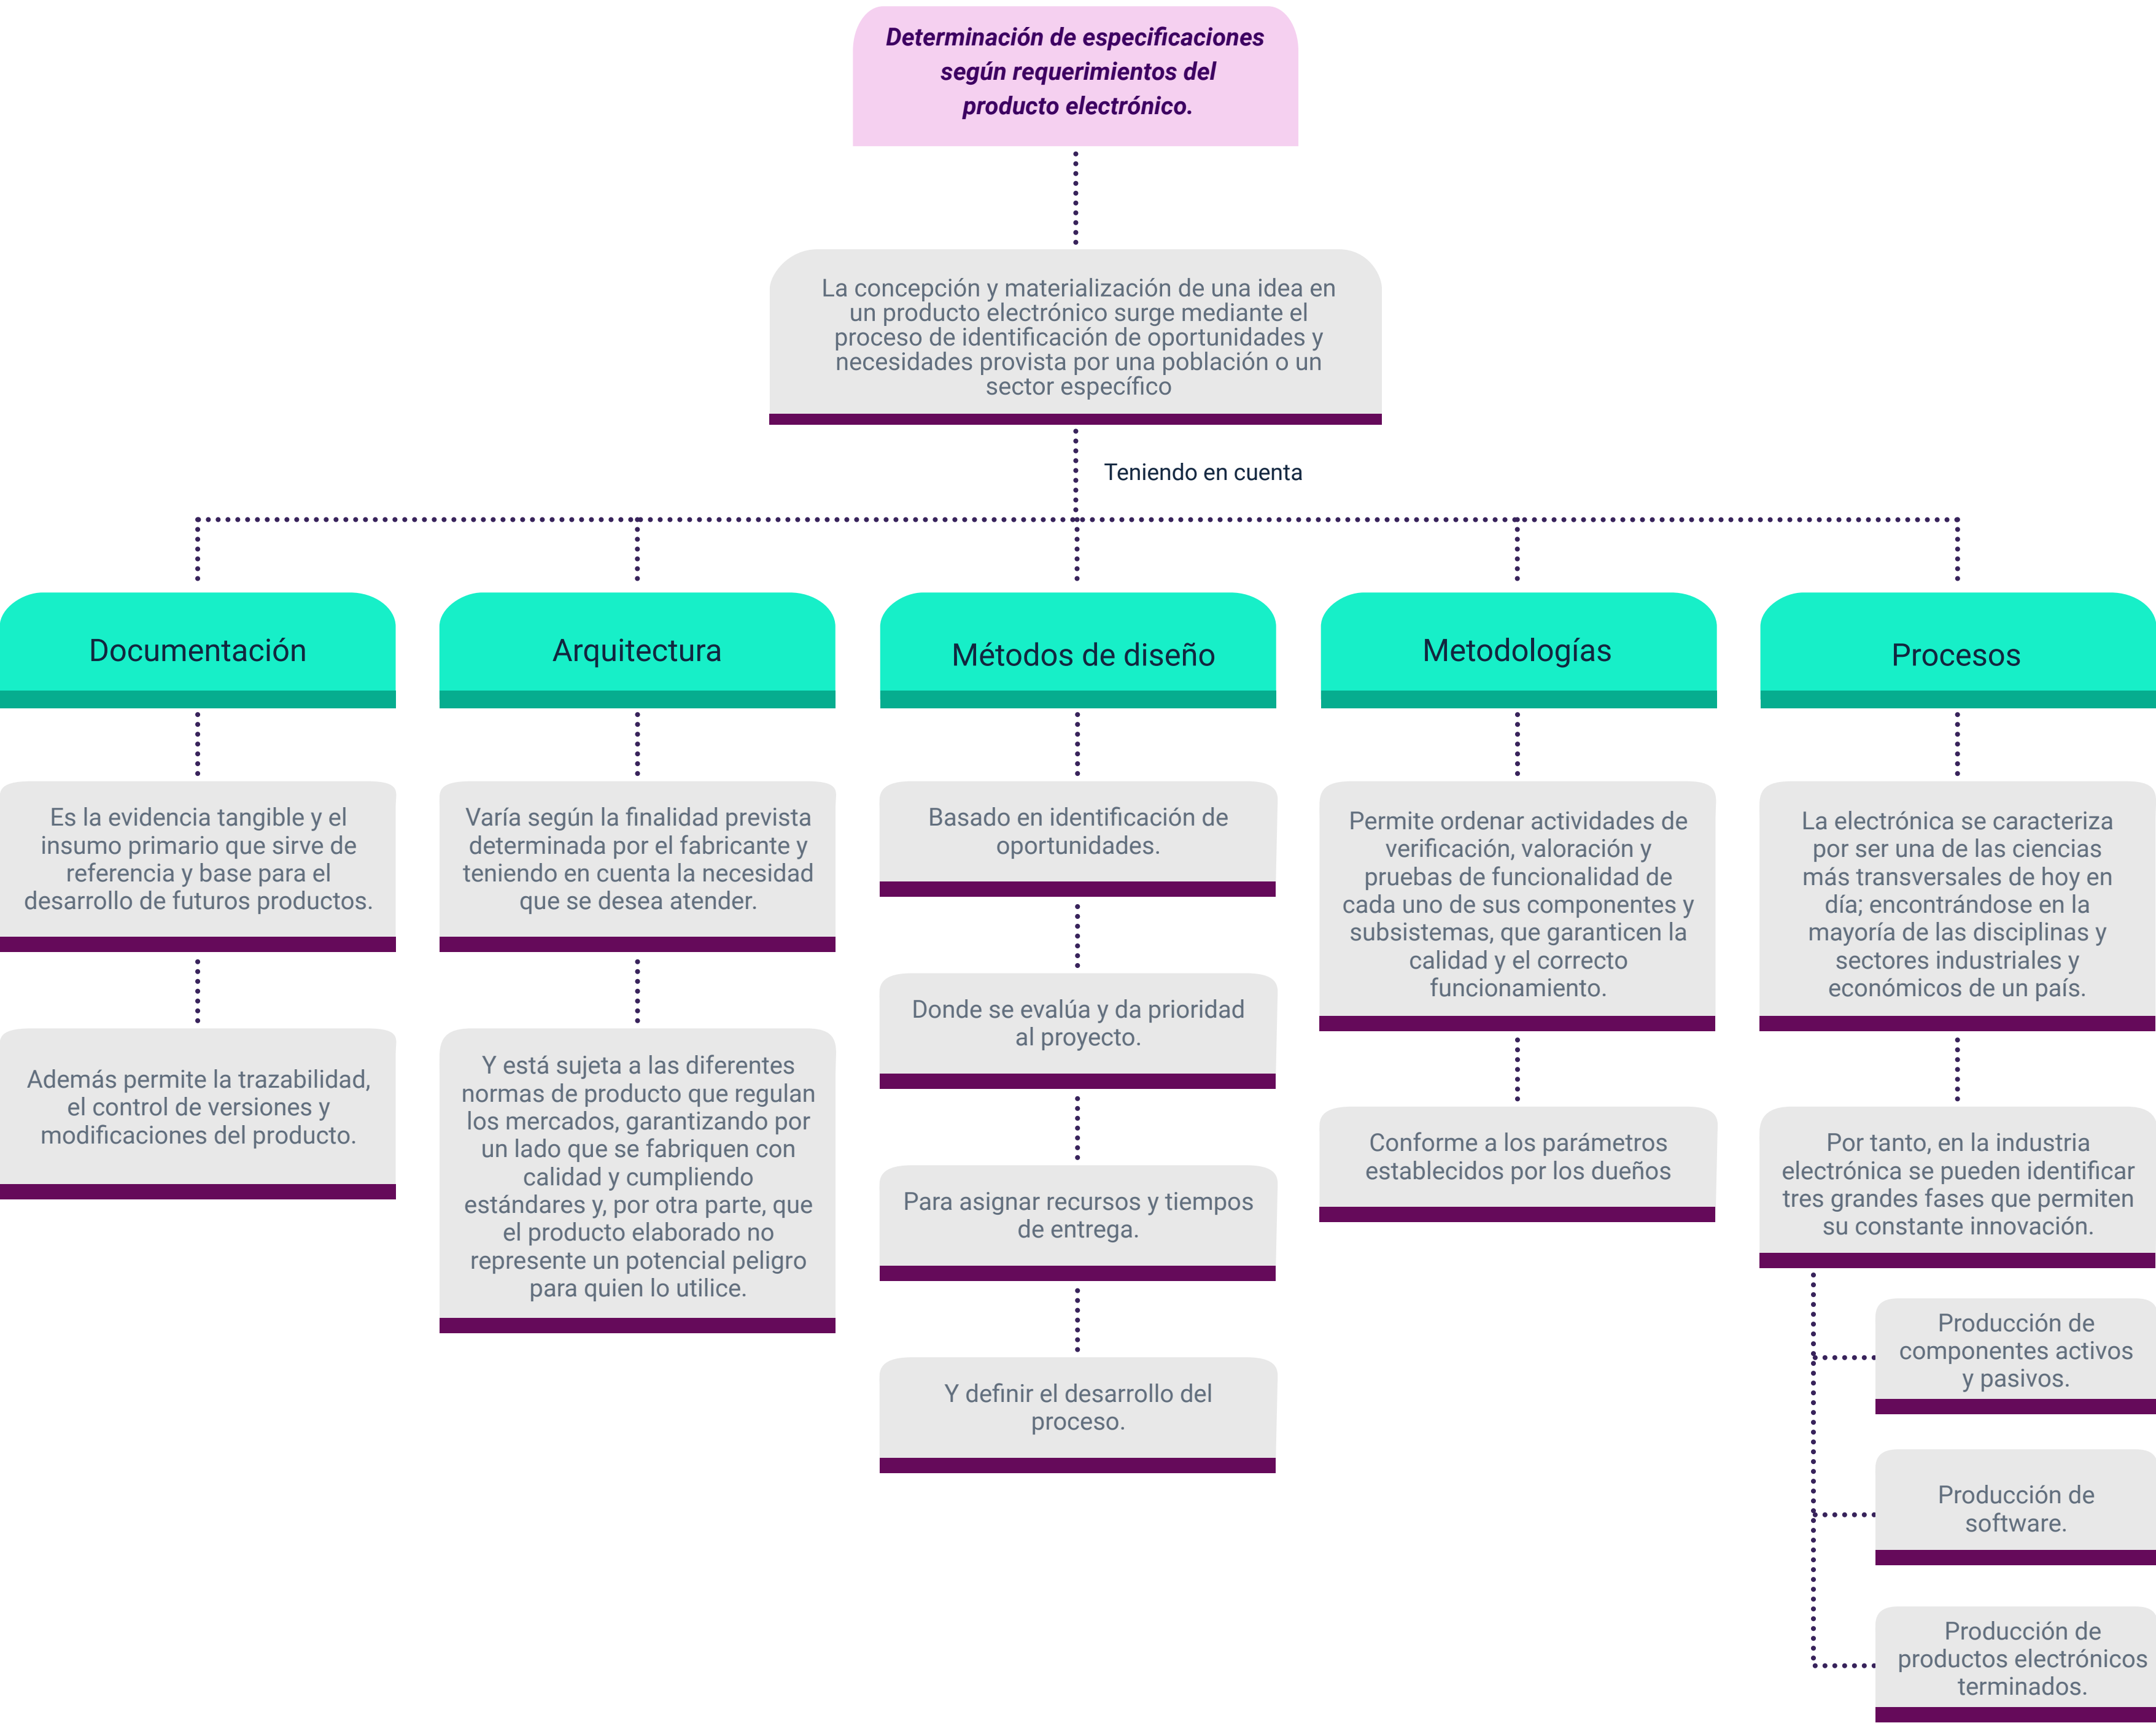 Determinación de especificaciones
según requerimientos del
producto electrónico.
La concepción y materialización de una idea en
un producto electrónico surge mediante el
proceso de identificación de oportunidades y
necesidades provista por una población o un
sector específico
Teniendo en cuenta
Documentación
Es la evidencia tangible y el
insumo primario que sirve de
referencia y base para el
desarrollo de futuros productos.
Además permite la trazabilidad,
el control de versiones y
modificaciones del producto.
Arquitectura
Varía según la finalidad prevista
determinada por el fabricante y
teniendo en cuenta la necesidad
que se desea atender.
Y está sujeta a las diferentes
normas de producto que regulan
los mercados, garantizando por
un lado que se fabriquen con
calidad y cumpliendo
estándares y, por otra parte, que
el producto elaborado no
represente un potencial peligro
para quien lo utilice.
Métodos de diseño
Basado en identificación de
oportunidades.
Donde se evalúa y da prioridad
al proyecto.
Para asignar recursos y tiempos
de entrega.
Y definir el desarrollo del
proceso.
Metodologías
Permite ordenar actividades de
verificación, valoración y
pruebas de funcionalidad de
cada uno de sus componentes y
subsistemas, que garanticen la
calidad y el correcto
funcionamiento.
Conforme a los parámetros
establecidos por los dueños
Procesos
La electrónica se caracteriza
por ser una de las ciencias
más transversales de hoy en
día; encontrándose en la
mayoría de las disciplinas y
sectores industriales y
económicos de un país.
Por tanto, en la industria
electrónica se pueden identificar
tres grandes fases que permiten
su constante innovación.
Producción de
componentes activos
y pasivos.
Producción de
software.
Producción de
productos electrónicos
terminados.